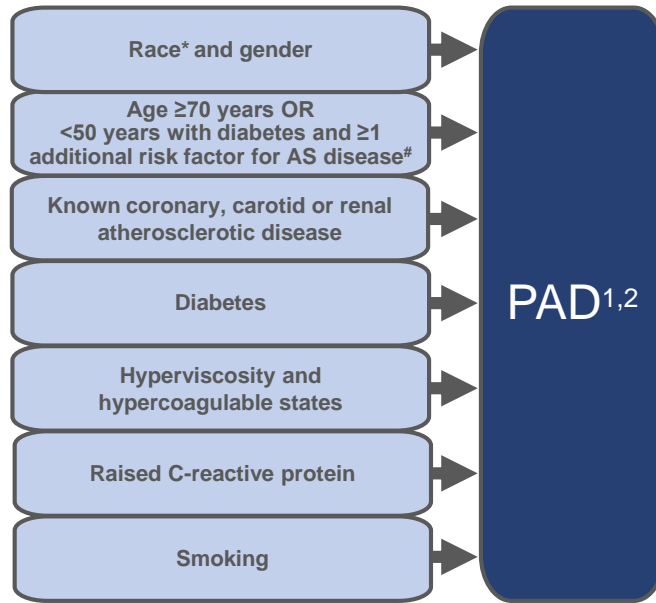 Race* and gender
Age ≥70 years OR
<50 years with diabetes and ≥1
additional risk factor for AS disease#
Known coronary, carotid or renal
atherosclerotic disease
Diabetes
Hyperviscosity and
hypercoagulable states
Raised C-reactive protein
Smoking
PAD1,2